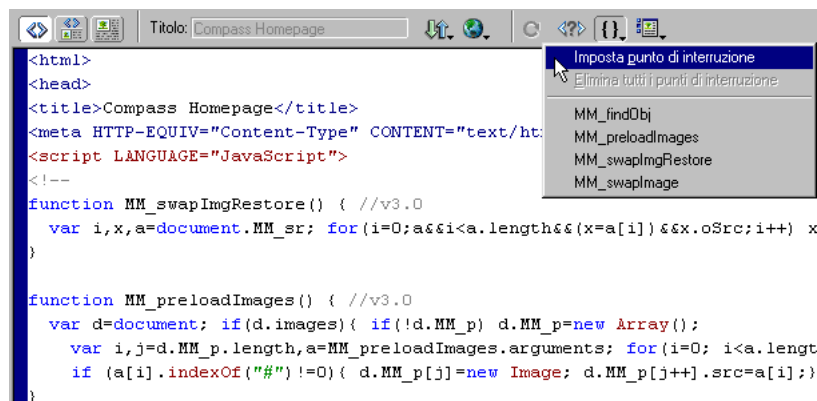 Titolo: Compass Homepage
<html>
<head>
<title>Compass Homepage</title>
<meta HTTP-EQUIV="Content-Type" CONTENT="text/ht
<script LANGUAGE="JavaScript">
<!--
function MM_swapImgRestore() { //v3.0
var i,x,a=document.MM_sr; for(i=0;a&&i<a.length&&(x=a[i])&&x.oSrc;i++) x
}
function MM_preloadImages() { //v3.0
var d=document; if(d.images){ if(!d.MM_p) d.MM_p=new Array();
var i,j=d.MM_p.length,a=MM_preloadImages.arguments; for(i=0; i<a.lengt
if (a[i].indexOf("#")!=0){ d.MM_p[j]=new Image; d.MM_p[j++].src=a[i];}
}
Imposta punto di interruzione
Elimina tutti i punti di interruzione
MM_findObj
MM_preloadImages
MM_swapImgRestore
MM_swapImage